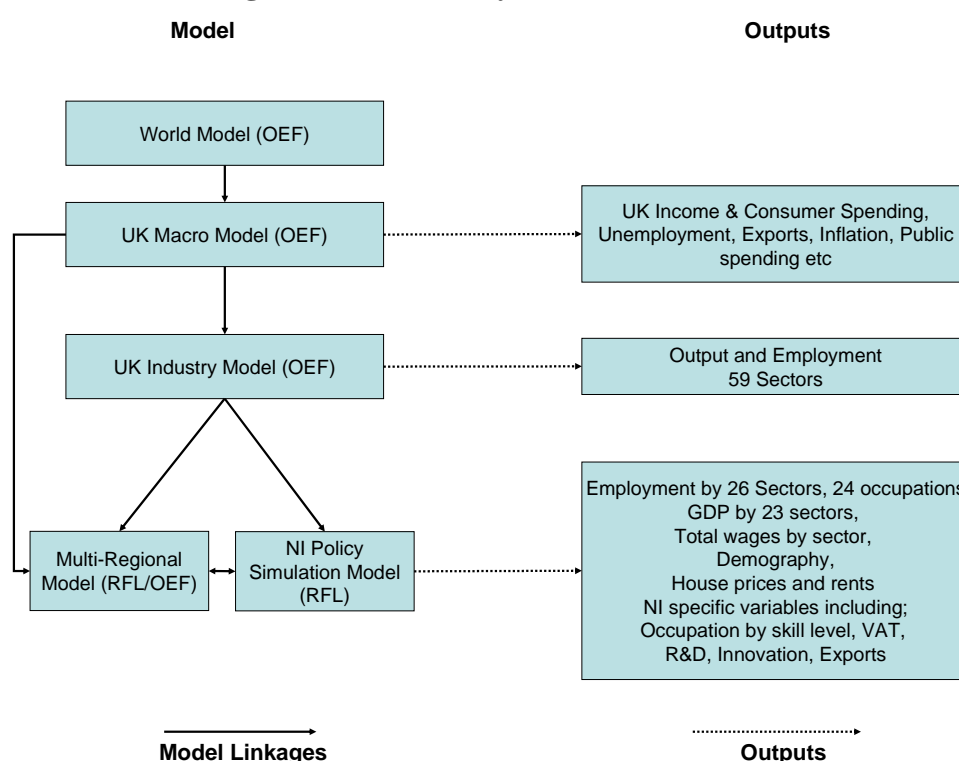 Model
Outputs
World Model (OEF)
UK Macro Model (OEF)
UK Income & Consumer Spending,
Unemployment, Exports, Inflation, Public
spending etc
UK Industry Model (OEF)
Output and Employment
59 Sectors
Multi-Regional
Model (RFL/OEF)
NI Policy
Simulation Model
(RFL)
Employment by 26 Sectors, 24 occupations
GDP by 23 sectors,
Total wages by sector,
Demography,
House prices and rents
NI specific variables including;
Occupation by skill level, VAT,
R&D, Innovation, Exports
Model Linkages
Outputs